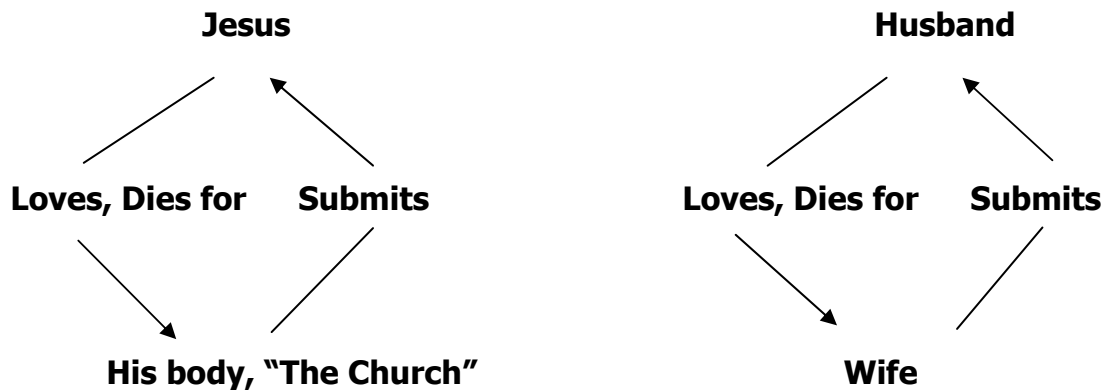 Jesus
Husband
Loves, Dies for
Submits
Loves, Dies for
Submits
His body, “The Church”
Wife